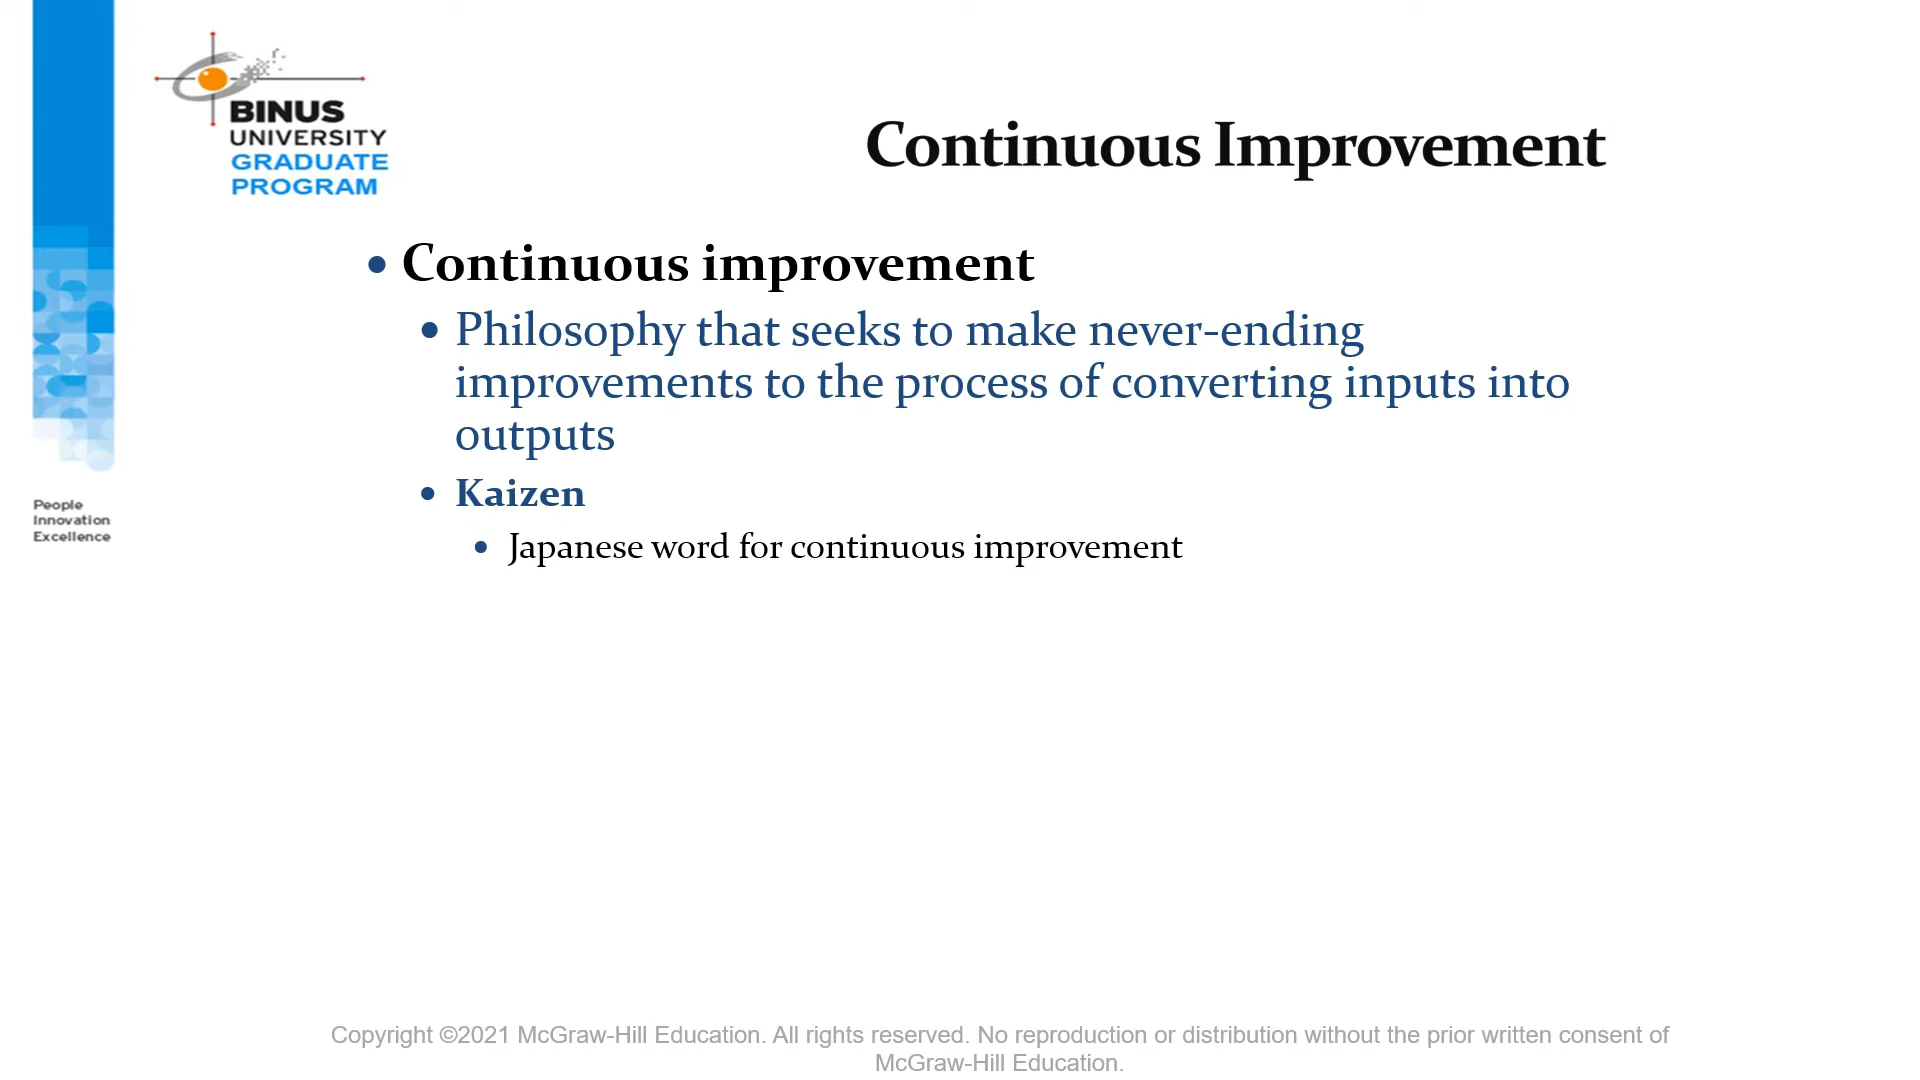 BINUS
UNIVERSITY
GRADUATE
PROGRAM
Continuous Improvement
• Continuous improvement
• Philosophy that seeks to make never-ending
improvements to the process of converting inputs into
outputs
• Kaizen
• Japanese word for continuous improvement
People
Innovation
Excellence
Copyright ©2021 McGraw-Hill Education. All rights reserved. No reproduction or distribution without the prior written consent of
McGraw-Hill Education.